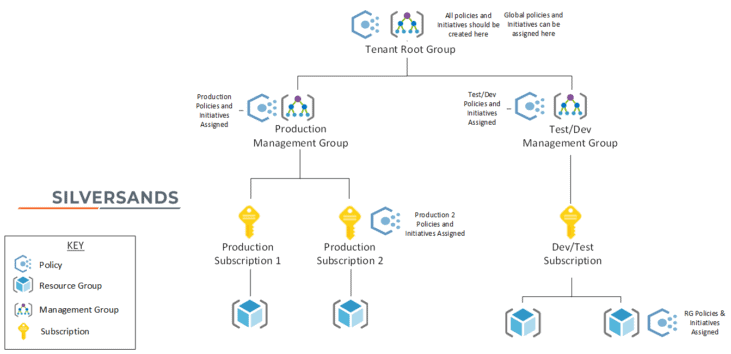 All policies and
Initiatives should be
created here
Global policies and
Initiatives can be
assigned here
Tenant Root Group
Production
Policies and
Initiatives
Assigned
Production
Management Group
Test/Dev
Policies and
Initiatives
Assigned
Test/Dev
Management Group
SILVERSANDS
Production
Subscription 1
Production
Subscription 2
Production 2
Policies and
Initiatives Assigned
Dev/Test
Subscription
KEY
Policy
Resource Group
Management Group
Subscription
RG Policies &
Initiatives
Assigned